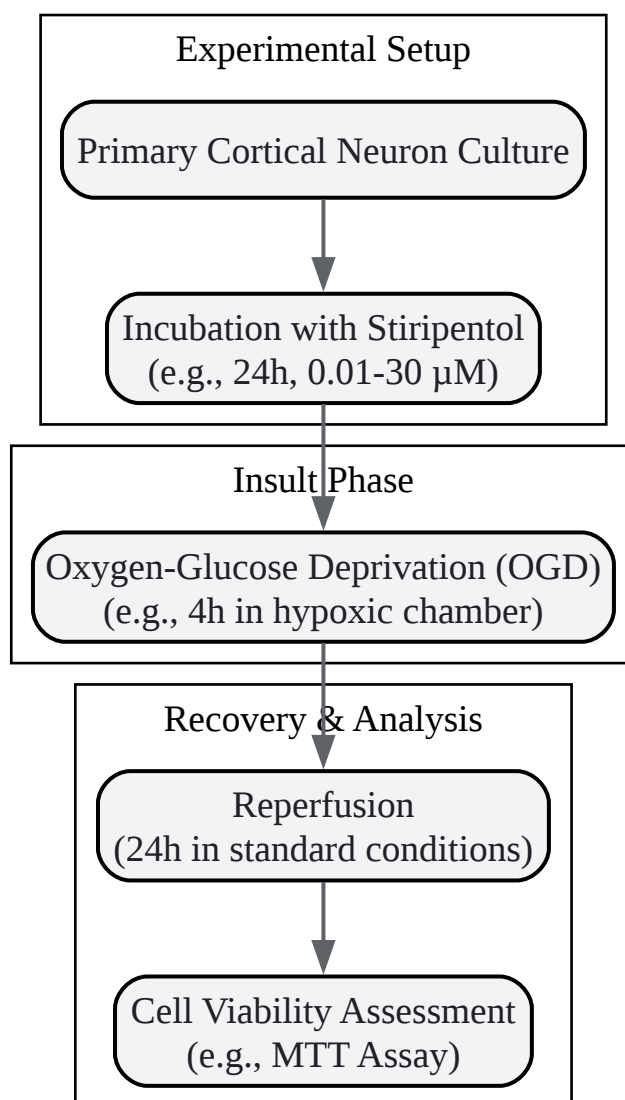 Experimental Setup
Primary Cortical Neuron Culture
Incubation with Stiripentol
(e.g., 24h, 0.01-30 µM)
Insult Phase
Oxygen-Glucose Deprivation (OGD)
(e.g., 4h in hypoxic chamber)
Recovery & Analysis
Reperfusion
(24h in standard conditions)
Cell Viability Assessment
(e.g., MTT Assay)